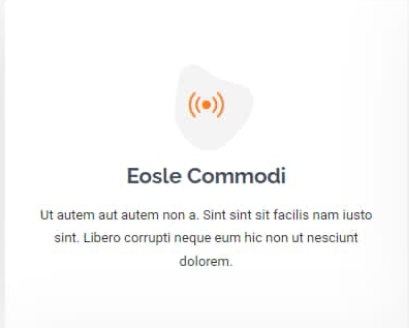 Eosle Commodi
Ut autem aut autem non a. Sint sint sit facilis nam iusto
sint. Libero corrupti neque eum hic non ut nesciunt
dolorem.